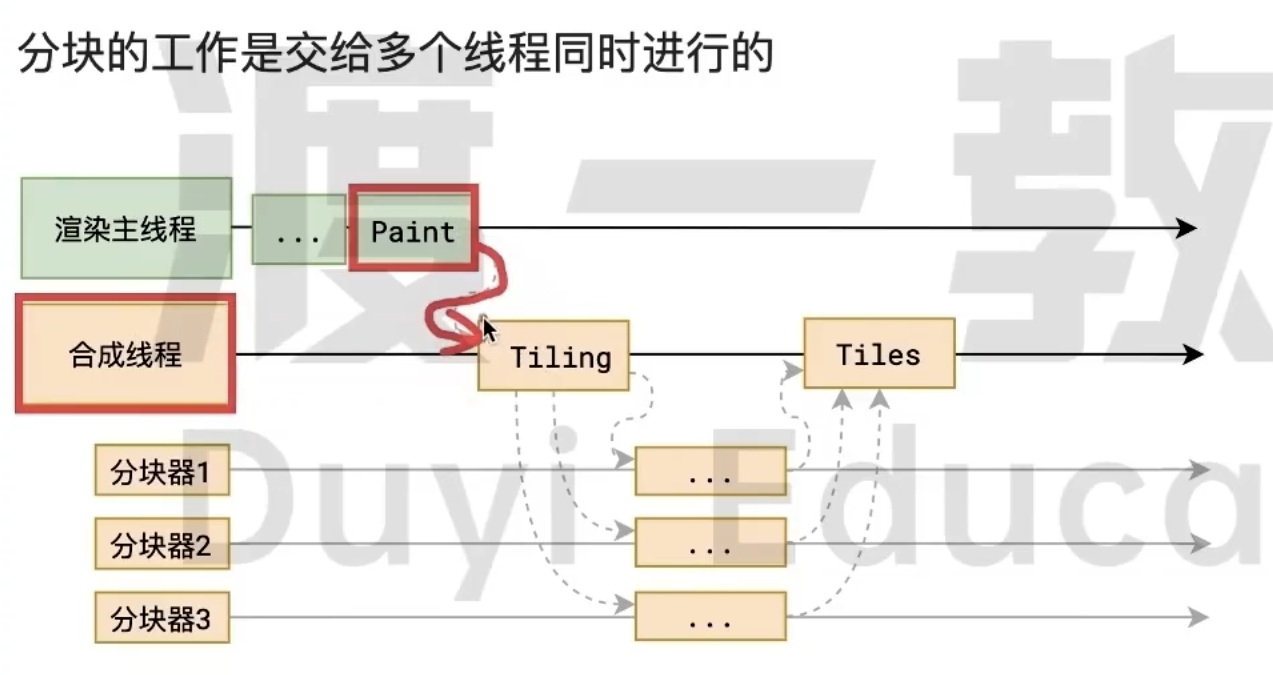 分块的工作是交给多个线程同时进行的
渲染主线程
...
Paint
合成线程
Tiling
Tiles
分块器1
...
分块器2
...
分块器3
...
渡一教
Duyi Educa